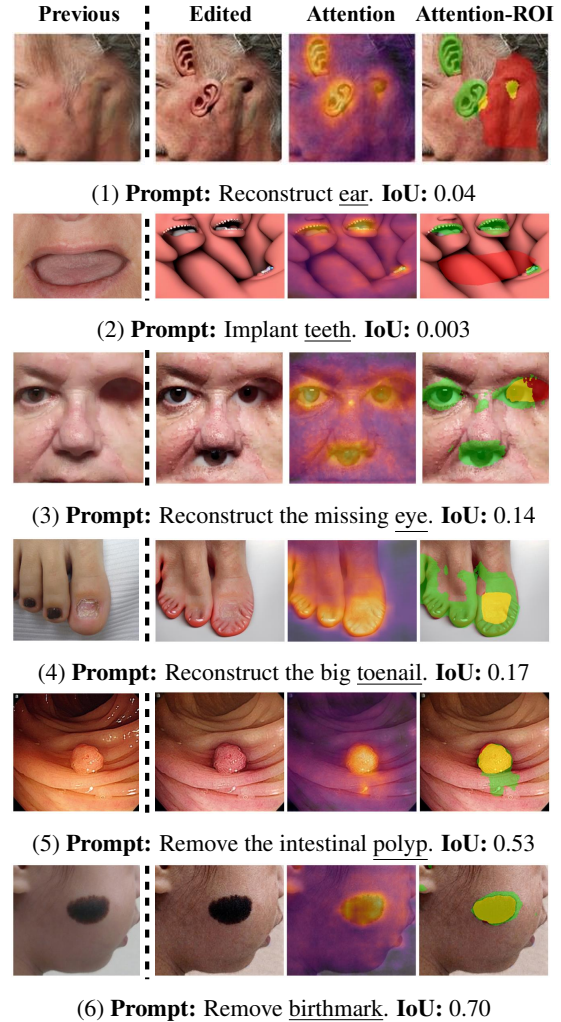 Previous Edited Attention Attention-ROI
(1) Prompt: Reconstruct ear. IoU: 0.04
(2) Prompt: Implant teeth. IoU: 0.003
(3) Prompt: Reconstruct the missing eye. IoU: 0.14
(4) Prompt: Reconstruct the big toenail. IoU: 0.17
(5) Prompt: Remove the intestinal polyp. IoU: 0.53
(6) Prompt: Remove birthmark. IoU: 0.70